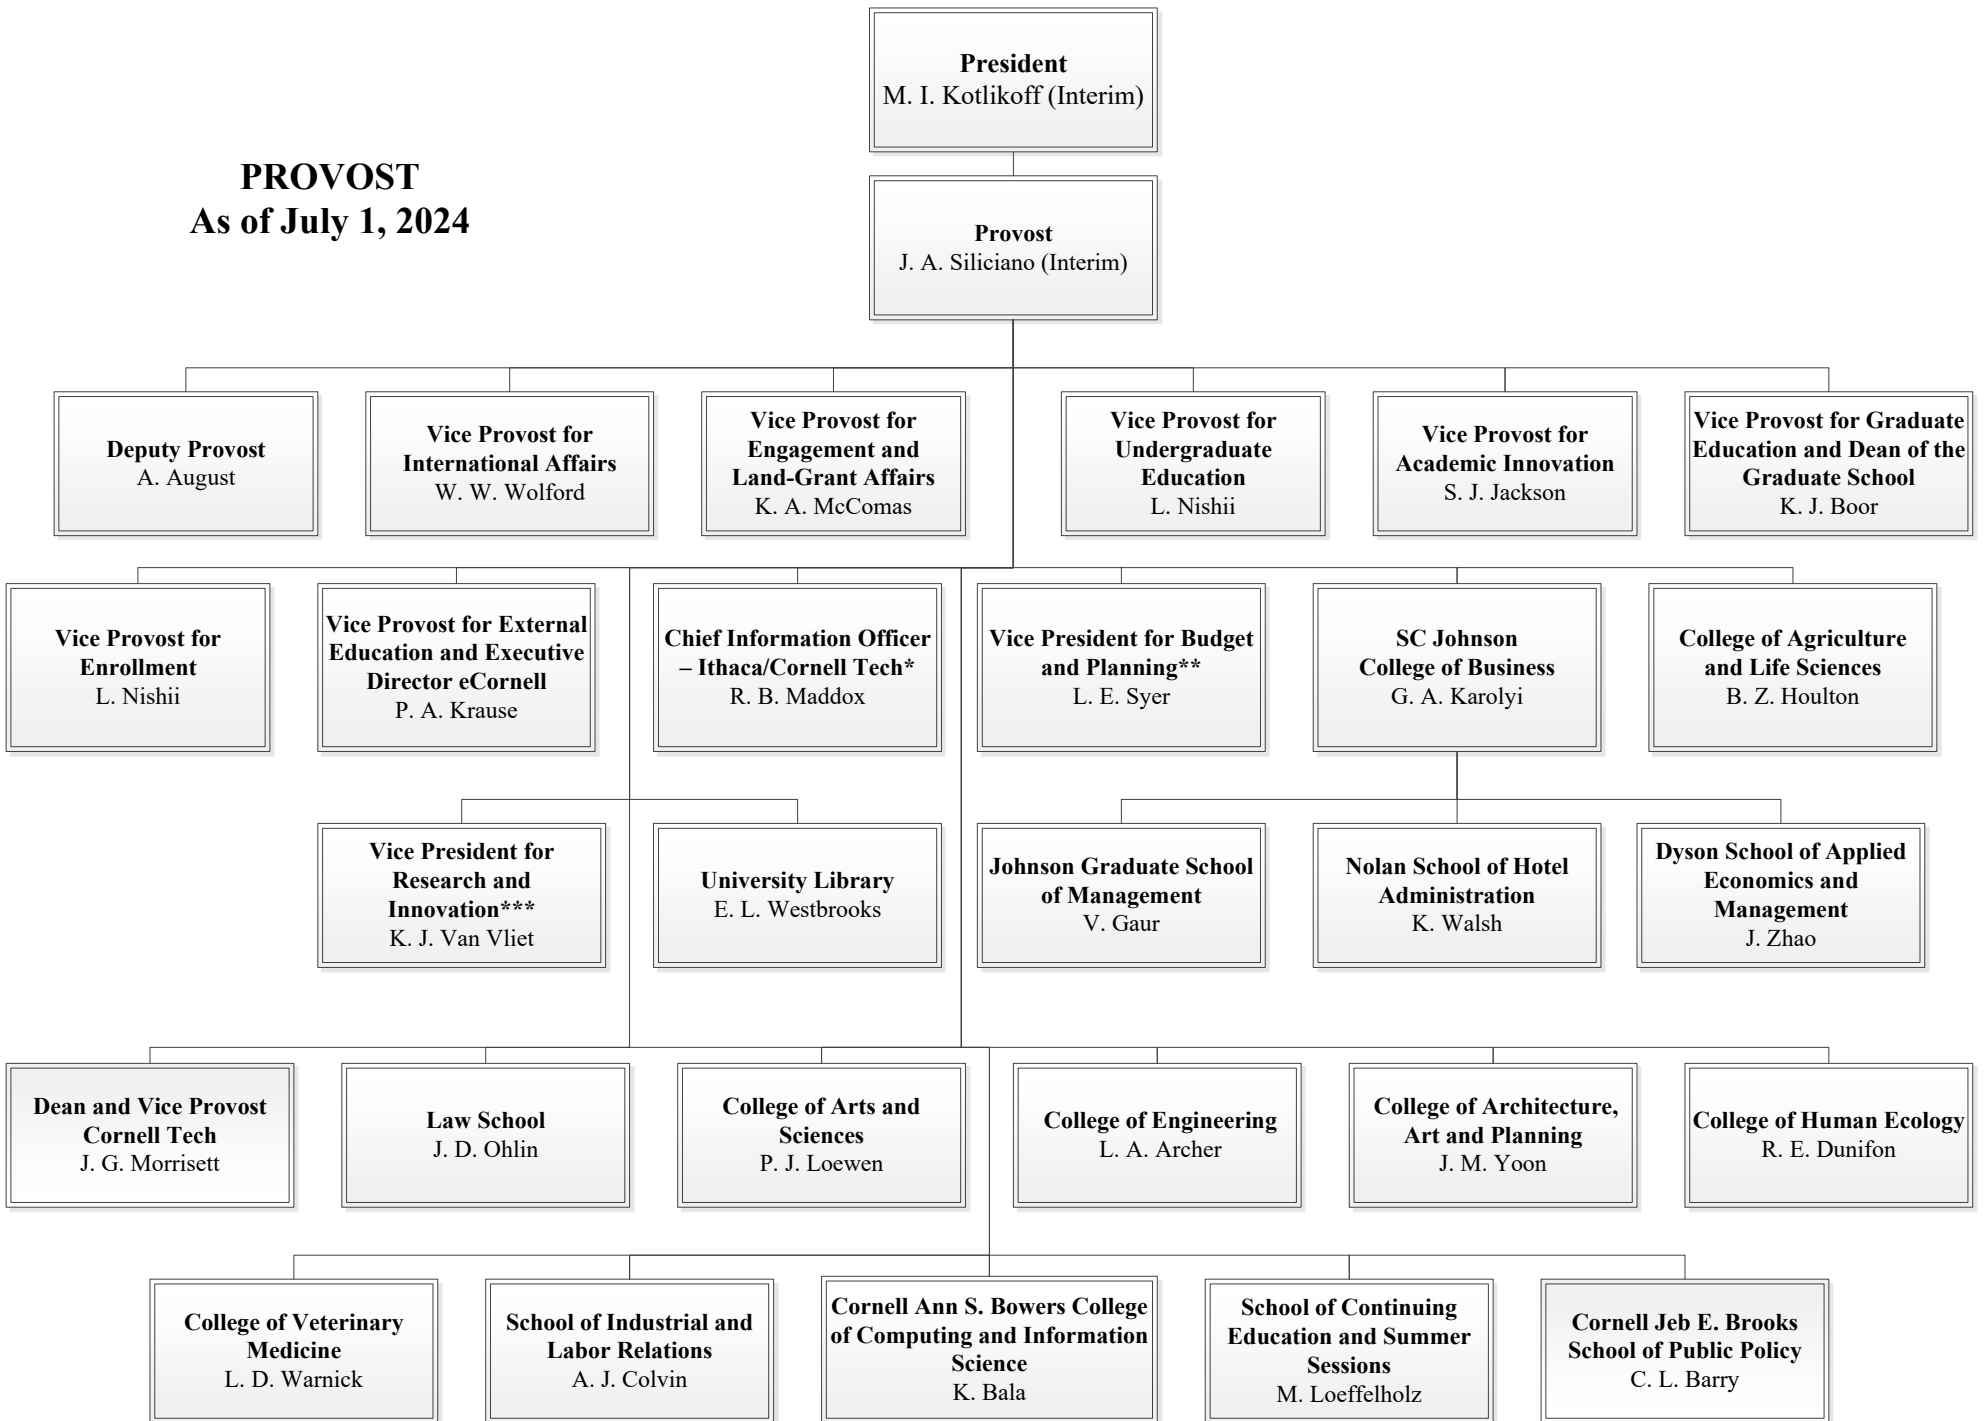 President
M. I. Kotlikoff (Interim)
PROVOST
As of July 1, 2024
Provost
J. A. Siliciano (Interim)
Deputy Provost
A. August
Vice Provost for
International Affairs
W. W. Wolford
Vice Provost for
Engagement and
Land-Grant Affairs
K. A. McComas
Vice Provost for
Undergraduate
Education
L. Nishii
Vice Provost for
Academic Innovation
S. J. Jackson
Vice Provost for Graduate
Education and Dean of the
Graduate School
K. J. Boor
Vice Provost for
Enrollment
L. Nishii
Vice Provost for External
Education and Executive
Director eCornell
P. A. Krause
Chief Information Officer
– Ithaca/Cornell Tech*
R. B. Maddox
Vice President for Budget
and Planning**
L. E. Syer
SC Johnson
College of Business
G. A. Karolyi
College of Agriculture
and Life Sciences
B. Z. Houlton
Vice President for
Research and
Innovation***
K. J. Van Vliet
University Library
E. L. Westbrooks
Johnson Graduate School
of Management
V. Gaur
Nolan School of Hotel
Administration
K. Walsh
Dyson School of Applied
Economics and
Management
J. Zhao
Dean and Vice Provost
Cornell Tech
J. G. Morrisett
Law School
J. D. Ohlin
College of Arts and
Sciences
P. J. Loewen
College of Engineering
L. A. Archer
College of Architecture,
Art and Planning
J. M. Yoon
College of Human Ecology
R. E. Dunifon
College of Veterinary
Medicine
L. D. Warnick
School of Industrial and
Labor Relations
A. J. Colvin
Cornell Ann S. Bowers College
of Computing and Information
Science
K. Bala
School of Continuing
Education and Summer
Sessions
M. Loeffelholz
Cornell Jeb E. Brooks
School of Public Policy
C. L. Barry